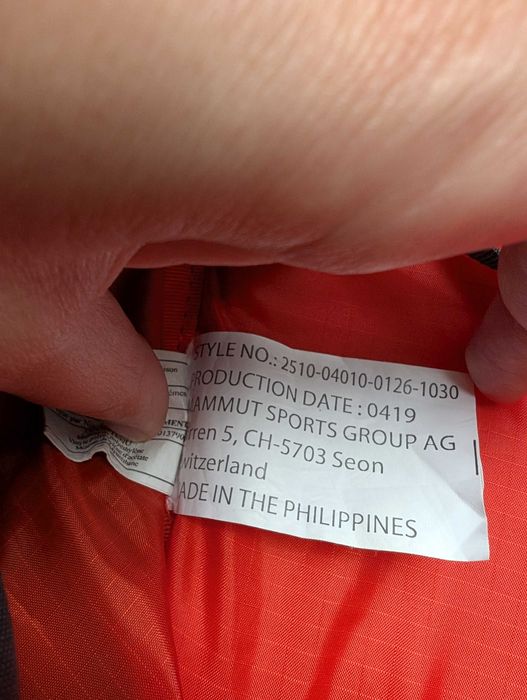 STYLE NO.: 2510-04010-0126-1030
PRODUCTION DATE : 0419
MAMMUT SPORTS GROUP AG
rren 5, CH-5703 Seon
witzerland
ADE IN THE PHILIPPINES